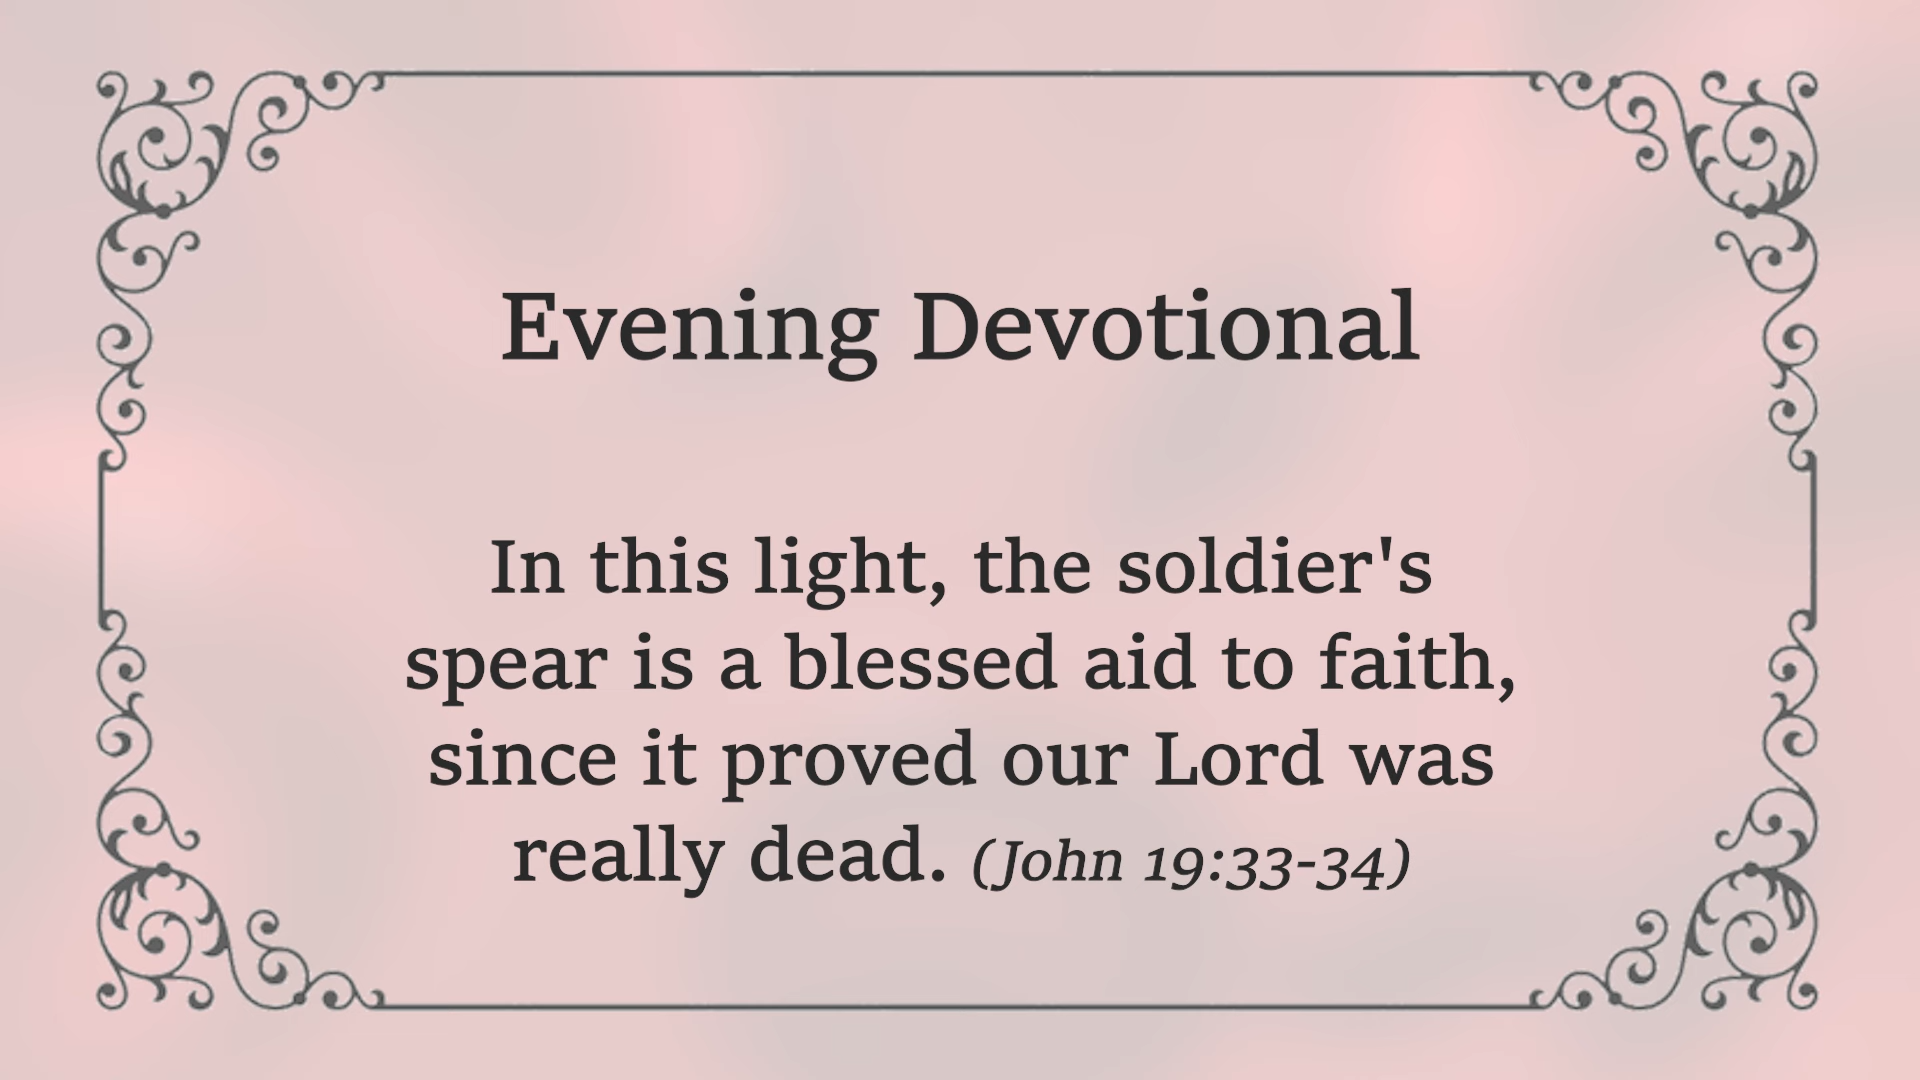 Evening Devotional
In this light, the soldier's
spear is a blessed aid to faith,
since it proved our Lord was
really dead. (John 19:33-34)